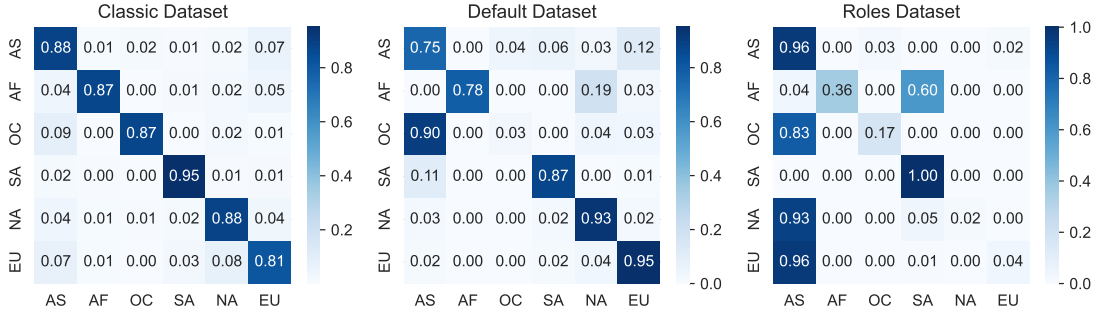 Classic Dataset Default Dataset Roles Dataset
AS 0.88 0.01 0.02 0.01 0.02 0.07 AS 0.75 0.00 0.04 0.06 0.03 0.12 AS 0.96 0.00 0.03 0.00 0.00 0.02 1.0
0.8 0.8
AF 0.04 0.87 0.00 0.01 0.02 0.05 AF 0.00 0.78 0.00 0.00 0.19 0.03 AF 0.04 0.36 0.00 0.60 0.00 0.00 0.8
OC 0.09 0.00 0.87 0.00 0.02 0.01 0.6 OC 0.90 0.00 0.03 0.00 0.04 0.03 0.6 OC 0.83 0.00 0.17 0.00 0.00 0.00 0.6
SA 0.02 0.00 0.00 0.95 0.01 0.01 0.4 SA 0.11 0.00 0.00 0.87 0.00 0.01 0.4 SA 0.00 0.00 0.00 1.00 0.00 0.00 0.4
NA 0.04 0.01 0.01 0.02 0.88 0.04 0.2 NA 0.03 0.00 0.00 0.02 0.93 0.02 0.2 NA 0.93 0.00 0.00 0.05 0.02 0.00 0.2
EU 0.07 0.01 0.00 0.03 0.08 0.81 EU 0.02 0.00 0.00 0.02 0.04 0.95 0.0 EU 0.96 0.00 0.00 0.01 0.00 0.04 0.0
AS AF OC SA NA EU AS AF OC SA NA EU AS AF OC SA NA EU